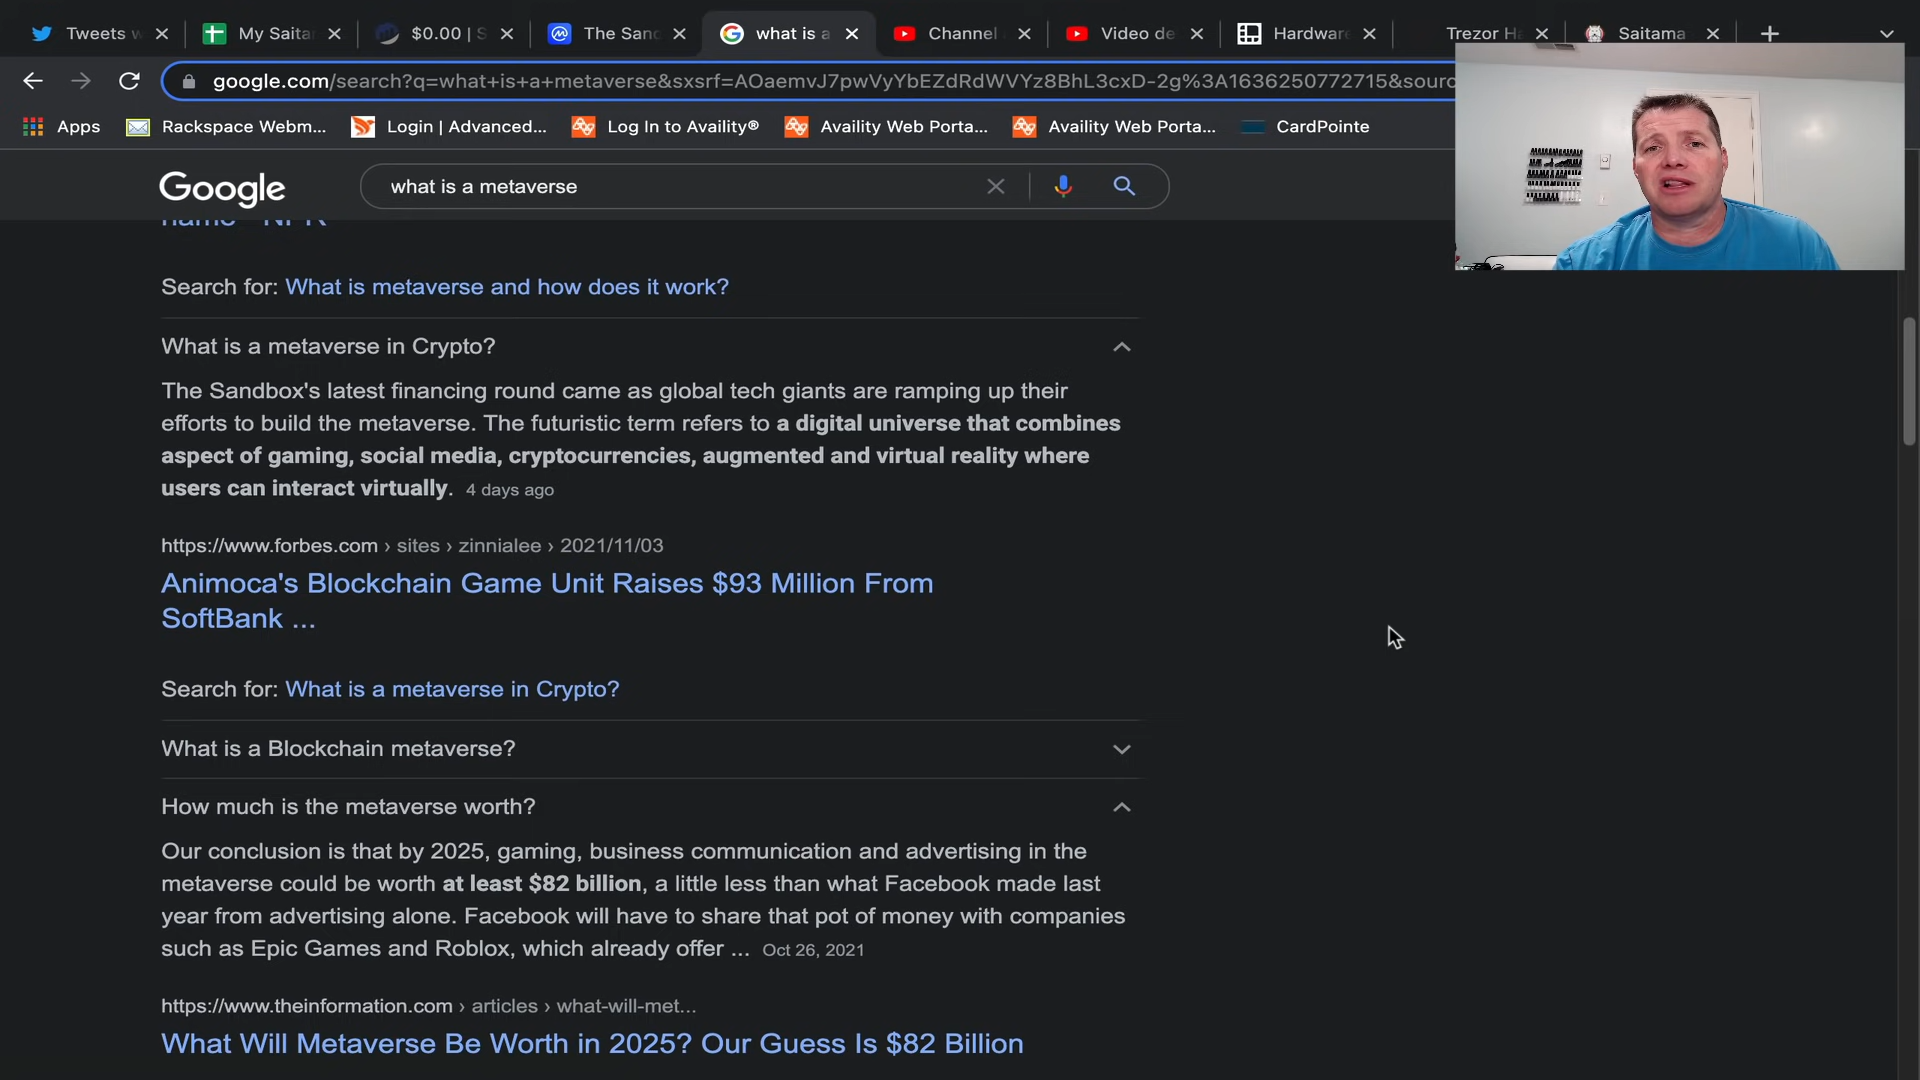 Tweets w
My Saita
$0.00 | S
The Sand
what is a
Channel
Video de
Hardware
Trezor H
Saitama
google.com/search?q=what+is+a+metaverse&sxsrf=AOaemvJ7pwVyYbEZdRdWVYz8BhL3cxD-2g%3A1636250772715&sourc
Apps
Rackspace Webm...
Login | Advanced...
Log In to Availity®
Availity Web Porta...
Availity Web Porta...
CardPointe
Google
what is a metaverse
name - NPR
Search for: What is metaverse and how does it work?
What is a metaverse in Crypto?
The Sandbox's latest financing round came as global tech giants are ramping up their
efforts to build the metaverse. The futuristic term refers to a digital universe that combines
aspect of gaming, social media, cryptocurrencies, augmented and virtual reality where
users can interact virtually. 4 days ago
https://www.forbes.com › sites › zinnialee › 2021/11/03
Animoca's Blockchain Game Unit Raises $93 Million From
SoftBank ...
Search for: What is a metaverse in Crypto?
What is a Blockchain metaverse?
How much is the metaverse worth?
Our conclusion is that by 2025, gaming, business communication and advertising in the
metaverse could be worth at least $82 billion, a little less than what Facebook made last
year from advertising alone. Facebook will have to share that pot of money with companies
such as Epic Games and Roblox, which already offer ... Oct 26, 2021
https://www.theinformation.com › articles › what-will-met...
What Will Metaverse Be Worth in 2025? Our Guess Is $82 Billion